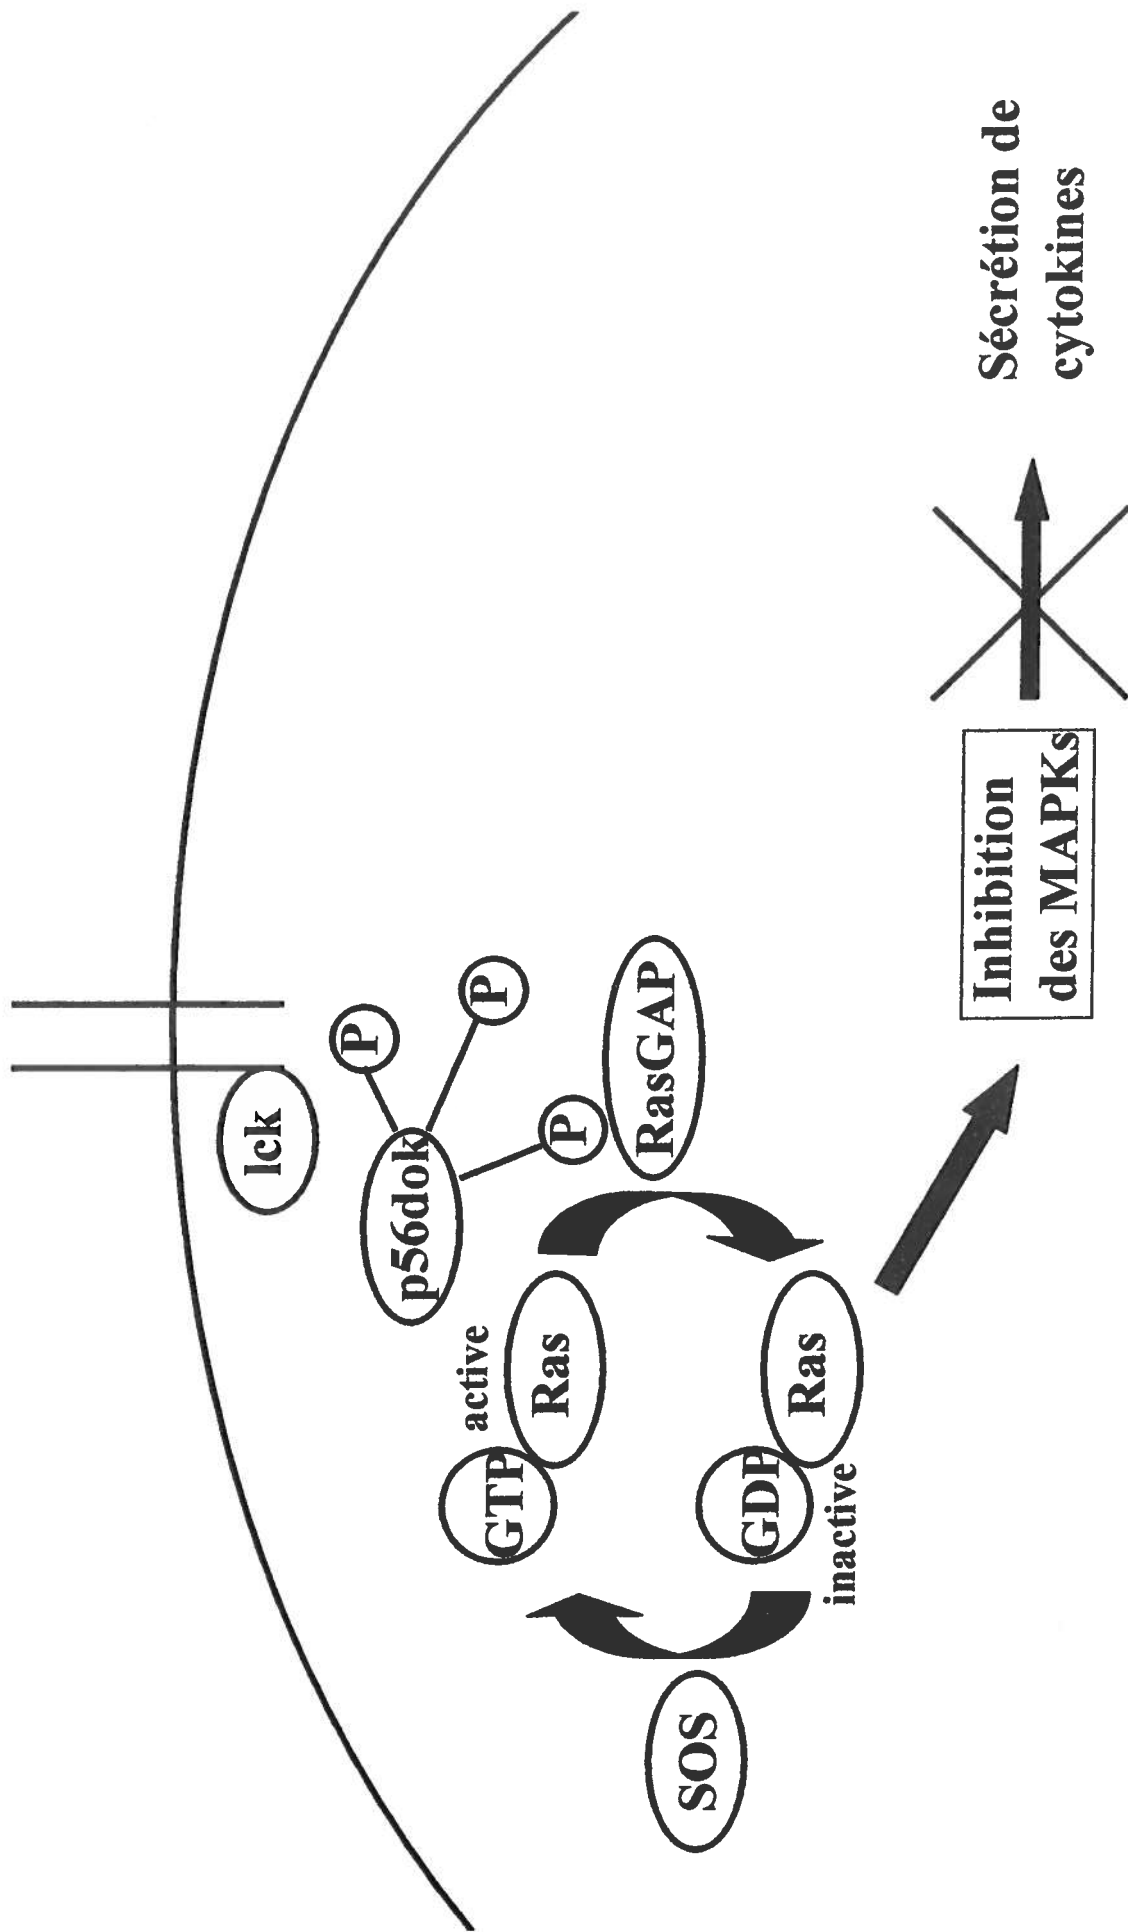 lck
P
P
p56dok
P
RasGAP
active
GTP
Ras
SOS
GDP
Ras
inactive
Inhibition
des MAPKs
Sécrétion de
cytokines